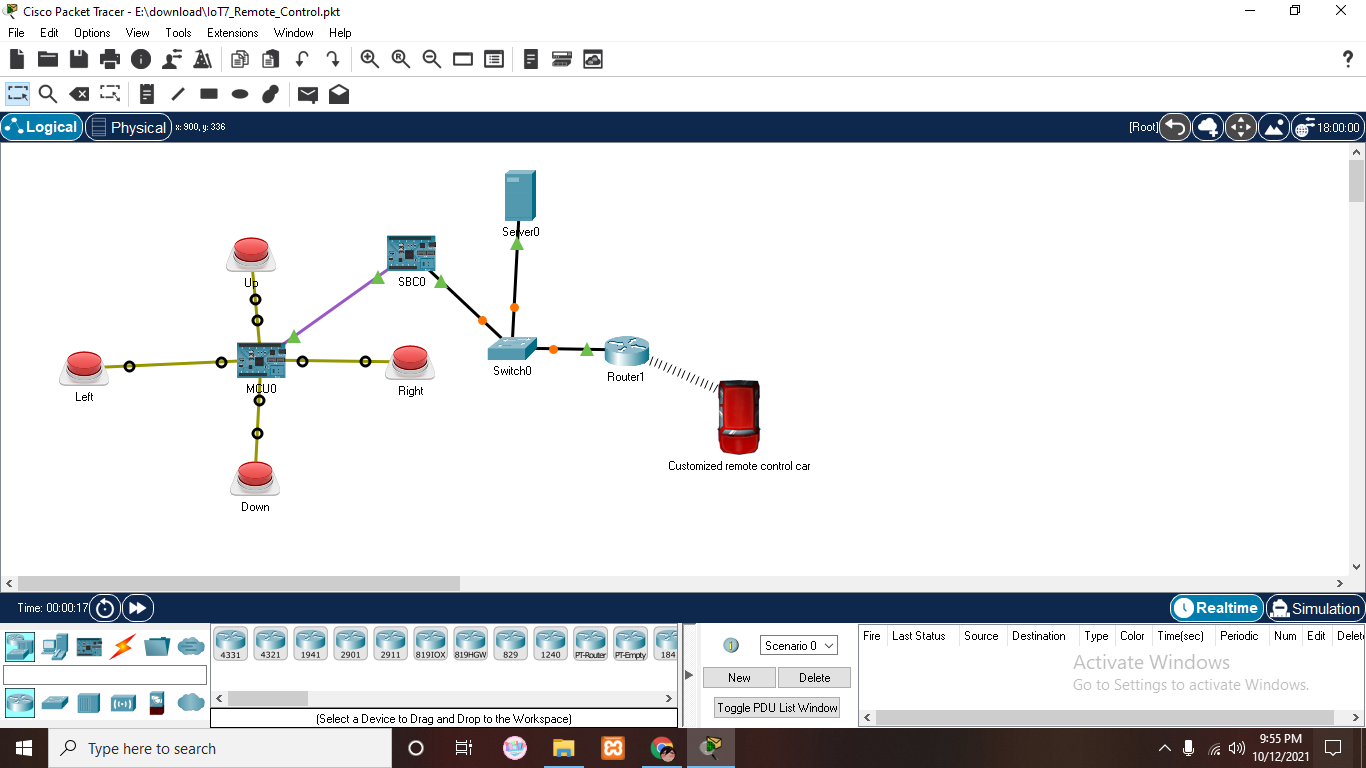 Cisco Packet Tracer - E:\download\IoT7_Remote_Control.pkt
File Edit Options View Tools Extensions Window Help
?
Logical Physical x: 900, y: 336 [Root] 18:00:00
Server0
Up
SBC0
MCU0
Left
Right
Switch0
Router1
Customized remote control car
Down
Time: 00:00:17 Realtime Simulation
4331 4321 1941 2901 2911 819IOX 819HGW 829 1240 PT-Router PT-Empty 184
(Select a Device to Drag and Drop to the Workspace)
Scenario 0
New Delete
Toggle PDU List Window
Fire Last Status Source Destination Type Color Time(sec) Periodic Num Edit Delet
Activate Windows
Go to Settings to activate Windows.
Type here to search
9:55 PM
10/12/2021